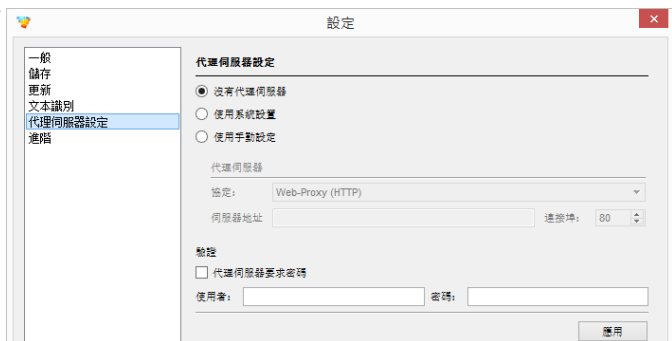 設定
一般
儲存
更新
文本識別
代理伺服器設定
進階
代理伺服器設定
沒有代理伺服器
使用系統設置
使用手動設定
代理伺服器
協定： Web-Proxy (HTTP)
伺服器地址 連接埠： 80
驗證
代理伺服器要求密碼
使用者： 密碼：
應用